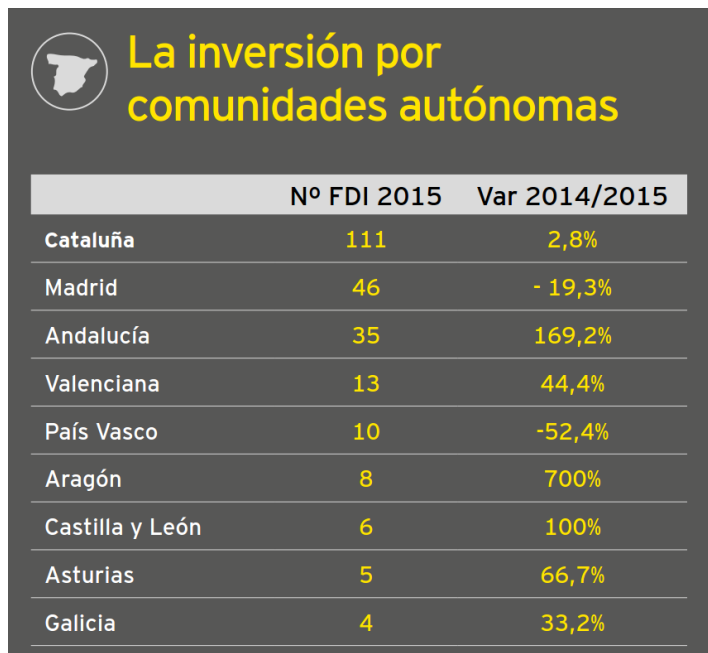 La inversión por
comunidades autónomas
Nº FDI 2015 Var 2014/2015
Cataluña 111 2,8%
Madrid 46 - 19,3%
Andalucía 35 169,2%
Valenciana 13 44,4%
País Vasco 10 -52,4%
Aragón 8 700%
Castilla y León 6 100%
Asturias 5 66,7%
Galicia 4 33,2%